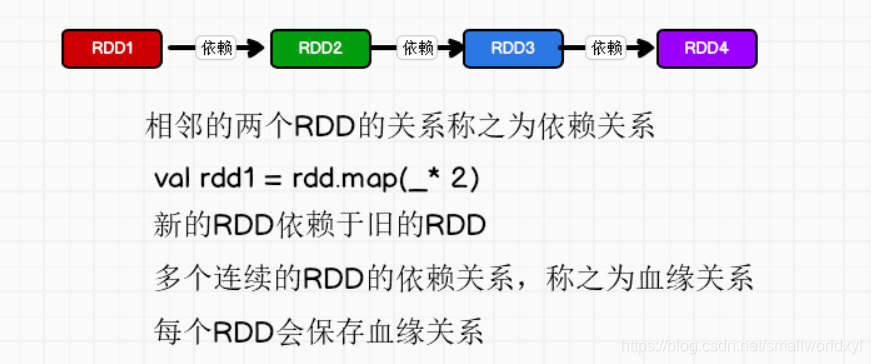 RDD1 依赖 RDD2 依赖 RDD3 依赖 RDD4
相邻的两个RDD的关系称之为依赖关系
val rdd1 = rdd.map(_* 2)
新的RDD依赖于旧的RDD
多个连续的RDD的依赖关系，称之为血缘关系
每个RDD会保存血缘关系
https://blog.csdn.net/smallworldxyl